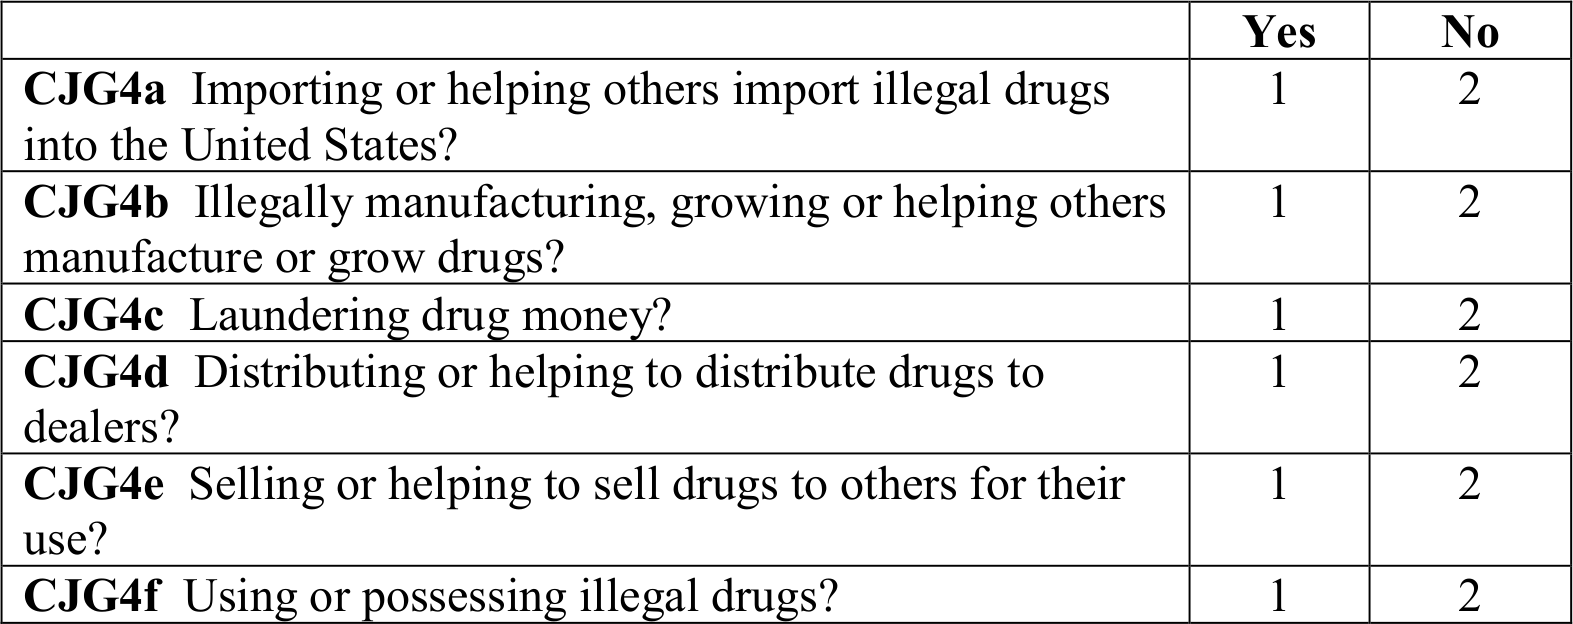 Yes No
CJG4a Importing or helping others import illegal drugs 1 2
into the United States?
CJG4b Illegally manufacturing, growing or helping others 1 2
manufacture or grow drugs?
CJG4c Laundering drug money? 1 2
CJG4d Distributing or helping to distribute drugs to 1 2
dealers?
CJG4e Selling or helping to sell drugs to others for their 1 2
use?
CJG4f Using or possessing illegal drugs? 1 2